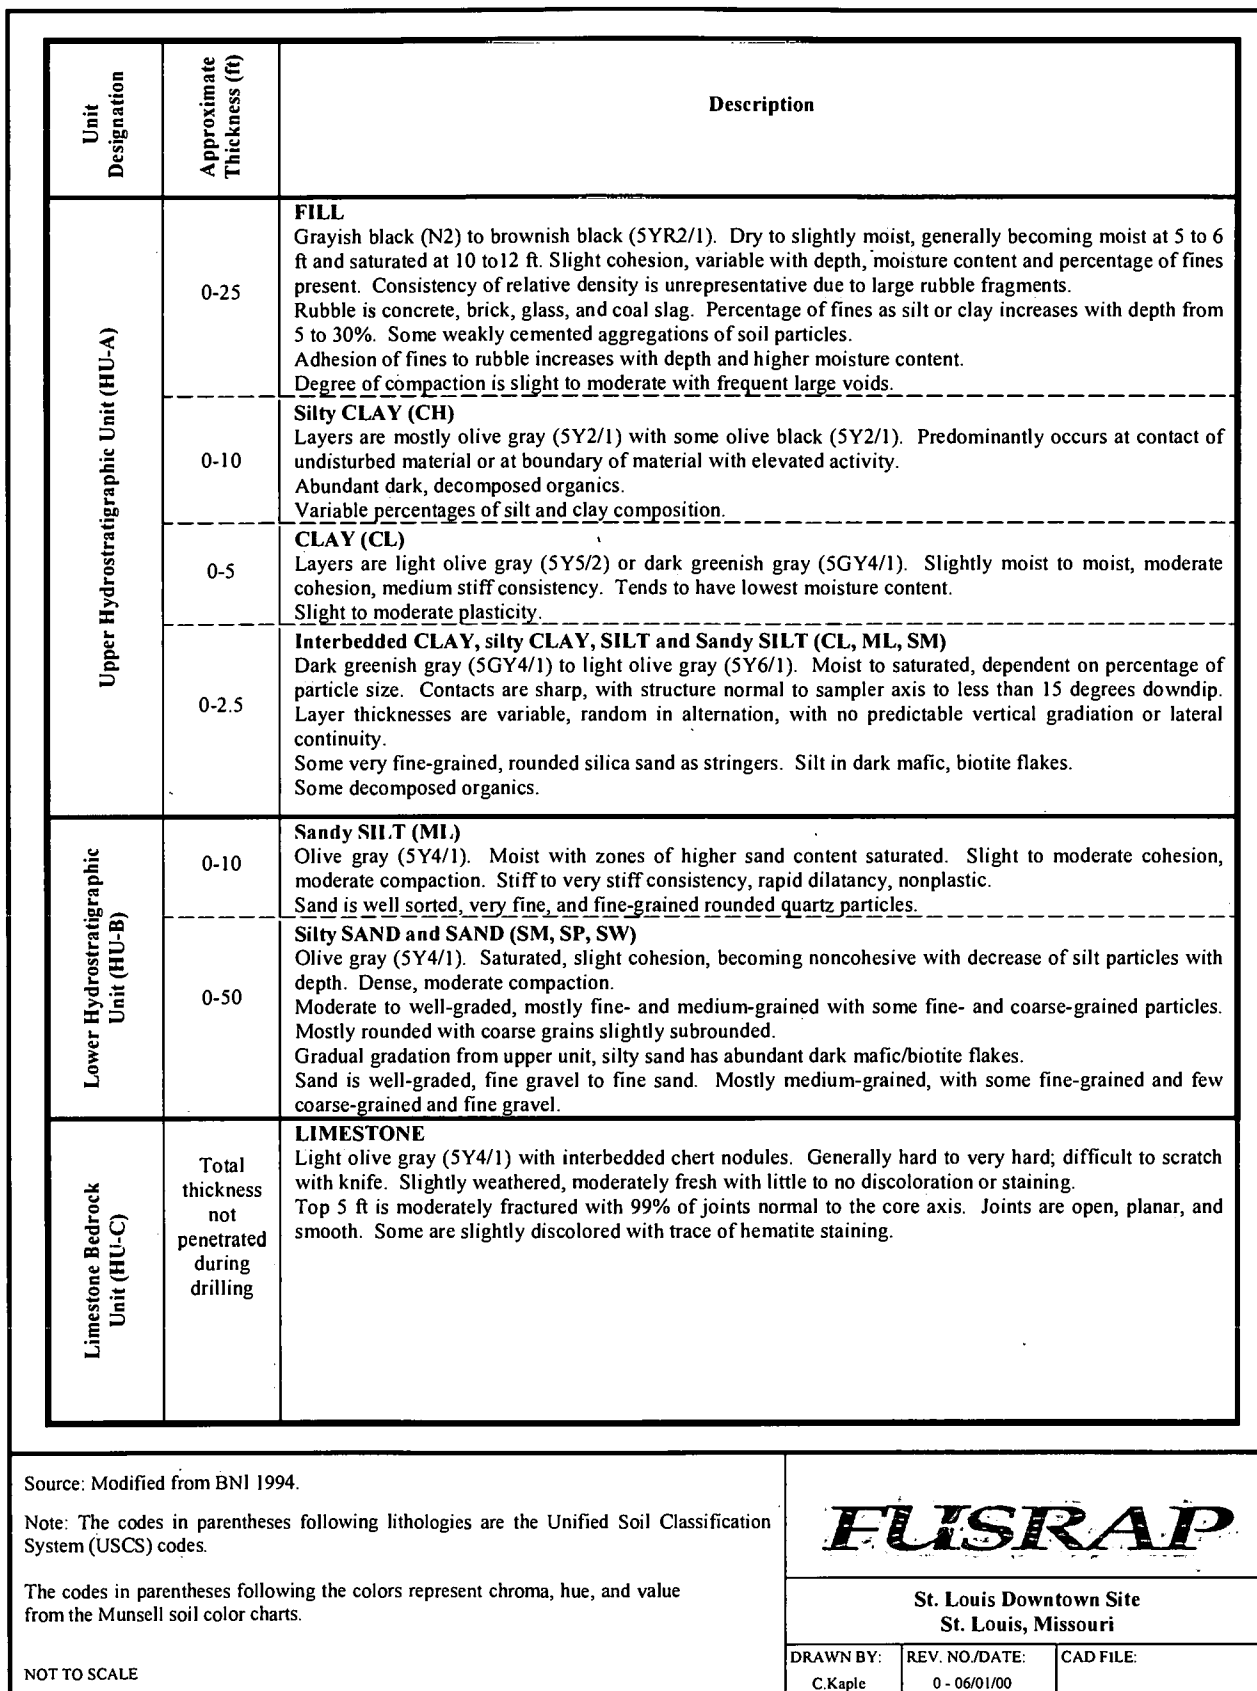 Unit
Designation
Approximate
Thickness (ft)
Description
Upper Hydrostratigraphic Unit (HU-A)
0-25
FILL
Grayish black (N2) to brownish black (5YR2/1). Dry to slightly moist, generally becoming moist at 5 to 6
ft and saturated at 10 to12 ft. Slight cohesion, variable with depth, moisture content and percentage of fines
present. Consistency of relative density is unrepresentative due to large rubble fragments.
Rubble is concrete, brick, glass, and coal slag. Percentage of fines as silt or clay increases with depth from
5 to 30%. Some weakly cemented aggregations of soil particles.
Adhesion of fines to rubble increases with depth and higher moisture content.
Degree of compaction is slight to moderate with frequent large voids.
0-10
Silty CLAY (CH)
Layers are mostly olive gray (5Y2/1) with some olive black (5Y2/1). Predominantly occurs at contact of
undisturbed material or at boundary of material with elevated activity.
Abundant dark, decomposed organics.
Variable percentages of silt and clay composition.
0-5
CLAY (CL)
Layers are light olive gray (5Y5/2) or dark greenish gray (5GY4/1). Slightly moist to moist, moderate
cohesion, medium stiff consistency. Tends to have lowest moisture content.
Slight to moderate plasticity.
0-2.5
Interbedded CLAY, silty CLAY, SILT and Sandy SILT (CL, ML, SM)
Dark greenish gray (5GY4/1) to light olive gray (5Y6/1). Moist to saturated, dependent on percentage of
particle size. Contacts are sharp, with structure normal to sampler axis to less than 15 degrees downdip.
Layer thicknesses are variable, random in alternation, with no predictable vertical gradiation or lateral
continuity.
Some very fine-grained, rounded silica sand as stringers. Silt in dark mafic, biotite flakes.
Some decomposed organics.
Lower Hydrostratigraphic
Unit (HU-B)
0-10
Sandy SILT (ML)
Olive gray (5Y4/1). Moist with zones of higher sand content saturated. Slight to moderate cohesion,
moderate compaction. Stiff to very stiff consistency, rapid dilatancy, nonplastic.
Sand is well sorted, very fine, and fine-grained rounded quartz particles.
0-50
Silty SAND and SAND (SM, SP, SW)
Olive gray (5Y4/1). Saturated, slight cohesion, becoming noncohesive with decrease of silt particles with
depth. Dense, moderate compaction.
Moderate to well-graded, mostly fine- and medium-grained with some fine- and coarse-grained particles.
Mostly rounded with coarse grains slightly subrounded.
Gradual gradation from upper unit, silty sand has abundant dark mafic/biotite flakes.
Sand is well-graded, fine gravel to fine sand. Mostly medium-grained, with some fine-grained and few
coarse-grained and fine gravel.
Limestone Bedrock
Unit (HU-C)
Total
thickness
not
penetrated
during
drilling
LIMESTONE
Light olive gray (5Y4/1) with interbedded chert nodules. Generally hard to very hard; difficult to scratch
with knife. Slightly weathered, moderately fresh with little to no discoloration or staining.
Top 5 ft is moderately fractured with 99% of joints normal to the core axis. Joints are open, planar, and
smooth. Some are slightly discolored with trace of hematite staining.
Source: Modified from BNI 1994.
Note: The codes in parentheses following lithologies are the Unified Soil Classification
System (USCS) codes.
The codes in parentheses following the colors represent chroma, hue, and value
from the Munsell soil color charts.
NOT TO SCALE
FUSRAP
St. Louis Downtown Site
St. Louis, Missouri
DRAWN BY:
C.Kaple
REV. NO./DATE:
0 - 06/01/00
CAD FILE: